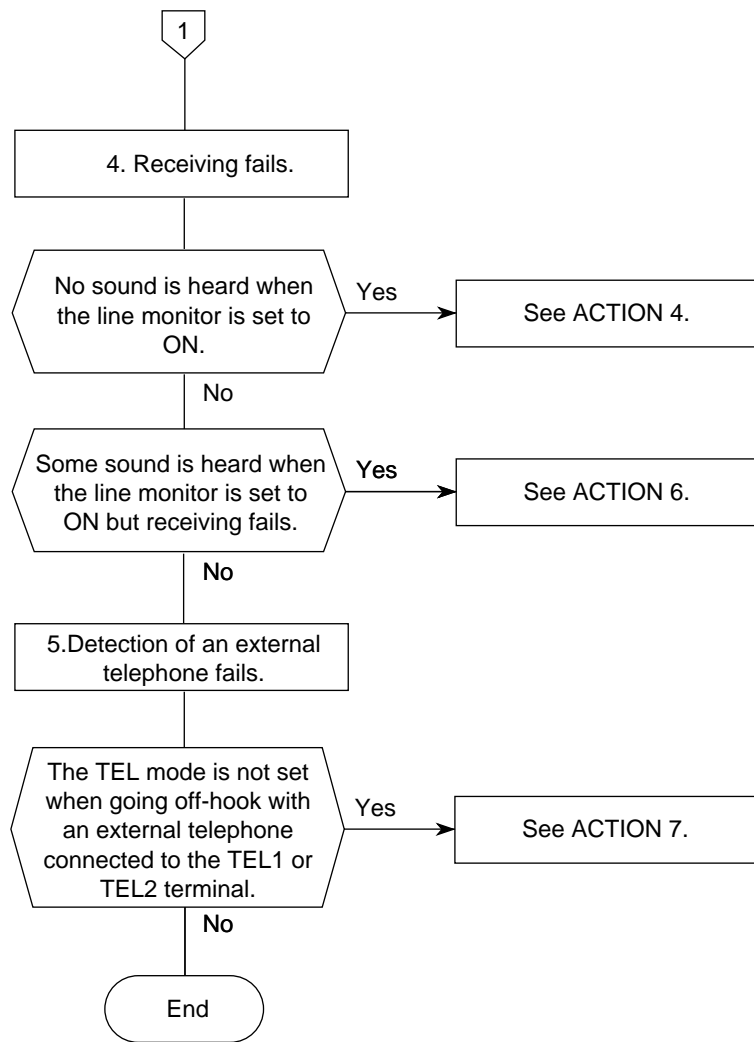 1
4. Receiving fails.
No sound is heard when
the line monitor is set to
ON.
Yes
See ACTION 4.
No
Some sound is heard when
the line monitor is set to
ON but receiving fails.
Yes
See ACTION 6.
No
5.Detection of an external
telephone fails.
The TEL mode is not set
when going off-hook with
an external telephone
connected to the TEL1 or
TEL2 terminal.
Yes
See ACTION 7.
No
End